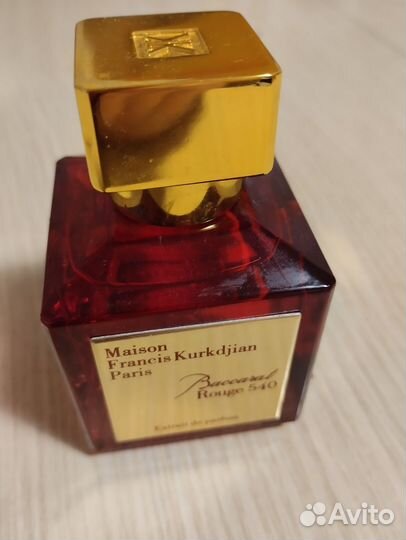 Maison
Francis Kurkdjian
Paris
Baccarat
Rouge 540
Extrait de parfum
Avito